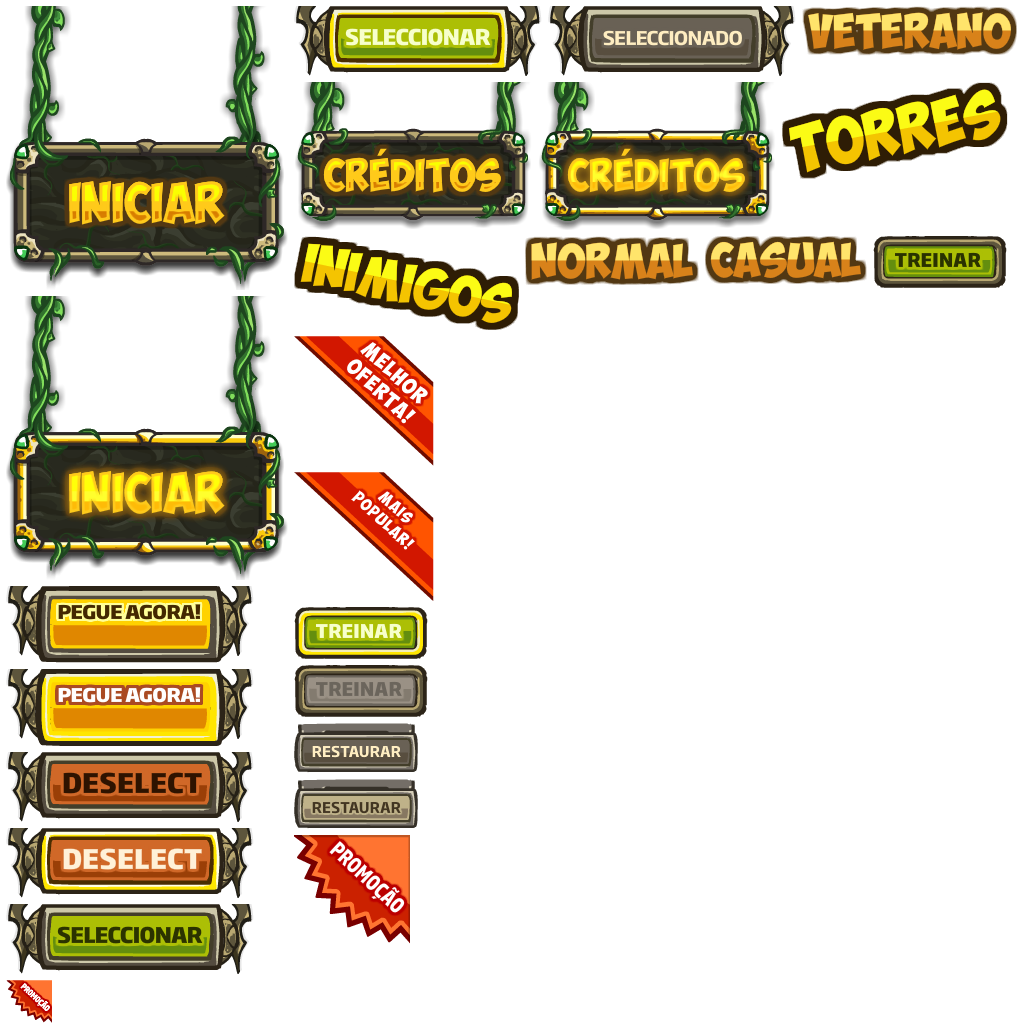 SELECCIONAR
SELECCIONADO
VETERANO
TORRES
INICIAR
CRÉDITOS
CRÉDITOS
INIMIGOS
NORMAL
CASUAL
TREINAR
MELHOR
OFERTA!
INICIAR
MAIS
POPULAR!
PEGUE AGORA!
TREINAR
PEGUE AGORA!
TREINAR
RESTAURAR
DESELECT
RESTAURAR
DESELECT
PROMOÇÃO
SELECCIONAR
PROMOÇÃO